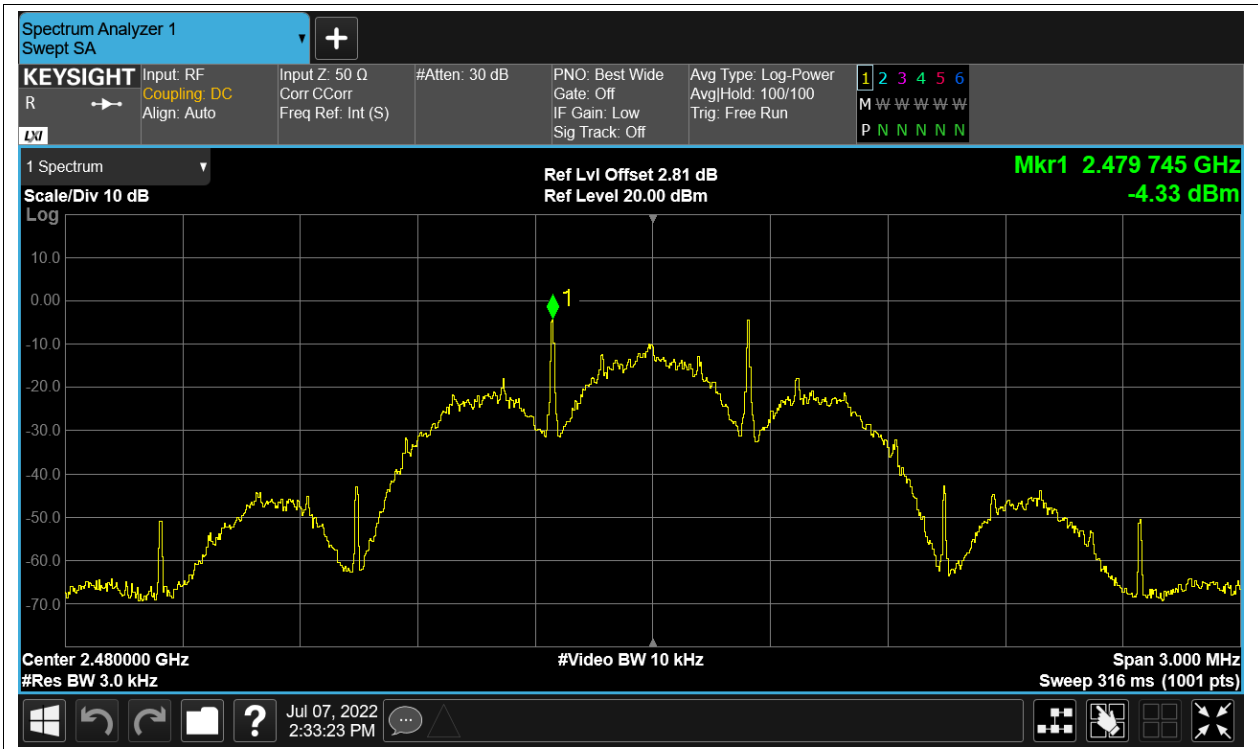 Spectrum Analyzer 1
Swept SA
KEYSIGHT
R
LXI
Input: RF
Coupling: DC
Align: Auto
Input Z: 50 Ω
Corr CCorr
Freq Ref: Int (S)
#Atten: 30 dB
PNO: Best Wide
Gate: Off
IF Gain: Low
Sig Track: Off
Avg Type: Log-Power
Avg|Hold: 100/100
Trig: Free Run
1 2 3 4 5 6
M W W W W W W
P N N N N N N
1 Spectrum
Scale/Div 10 dB
Log
Ref Lvl Offset 2.81 dB
Ref Level 20.00 dBm
Mkr1 2.479 745 GHz
-4.33 dBm
10.0
0.00
-10.0
-20.0
-30.0
-40.0
-50.0
-60.0
-70.0
1
Center 2.480000 GHz
#Res BW 3.0 kHz
#Video BW 10 kHz
Span 3.000 MHz
Sweep 316 ms (1001 pts)
?
Jul 07, 2022
2:33:23 PM